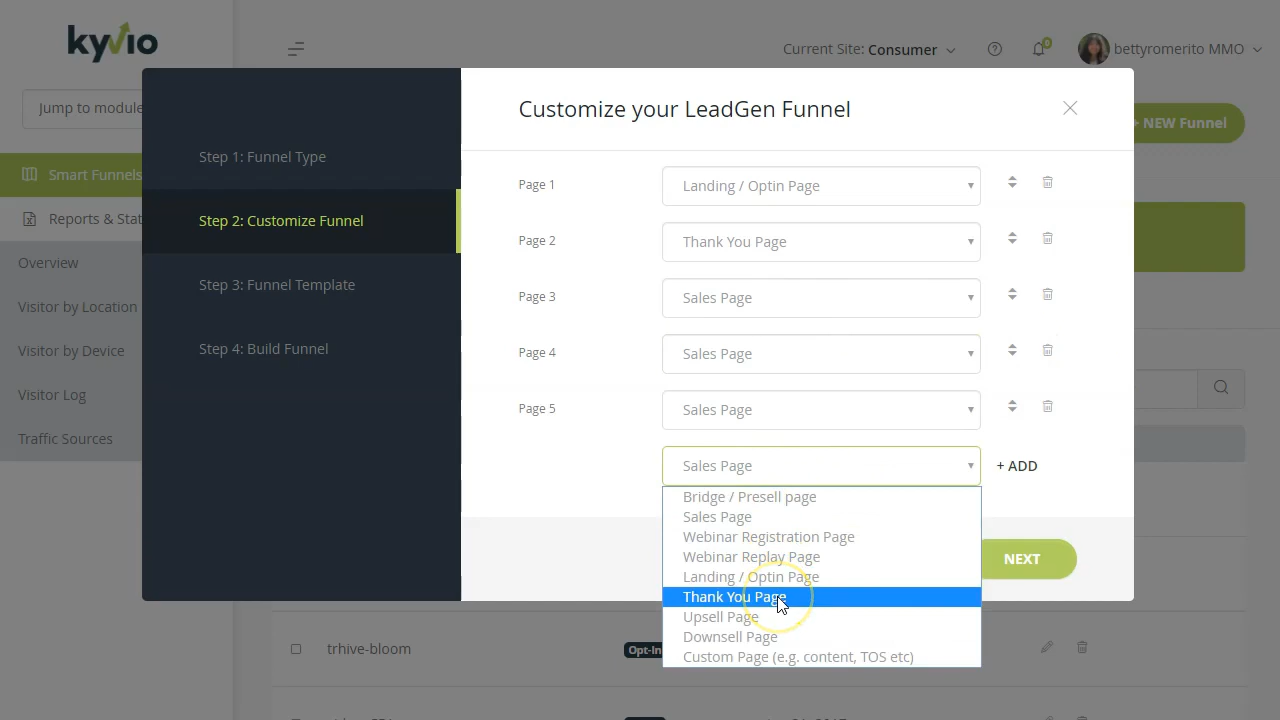 kyvio
Current Site: Consumer
0
bettyromerito MMO
Jump to module
NEW Funnel
Smart Funnels
Reports & Stat
Overview
Visitor by Location
Visitor by Device
Visitor Log
Traffic Sources
Step 1: Funnel Type
Step 2: Customize Funnel
Step 3: Funnel Template
Step 4: Build Funnel
Customize your LeadGen Funnel
Page 1
Landing / Optin Page
Page 2
Thank You Page
Page 3
Sales Page
Page 4
Sales Page
Page 5
Sales Page
Sales Page
+ ADD
Bridge / Presell page
Sales Page
Webinar Registration Page
Webinar Replay Page
Landing / Optin Page
Thank You Page
Upsell Page
Downsell Page
Custom Page (e.g. content, TOS etc)
NEXT
trhive-bloom
Opt-In